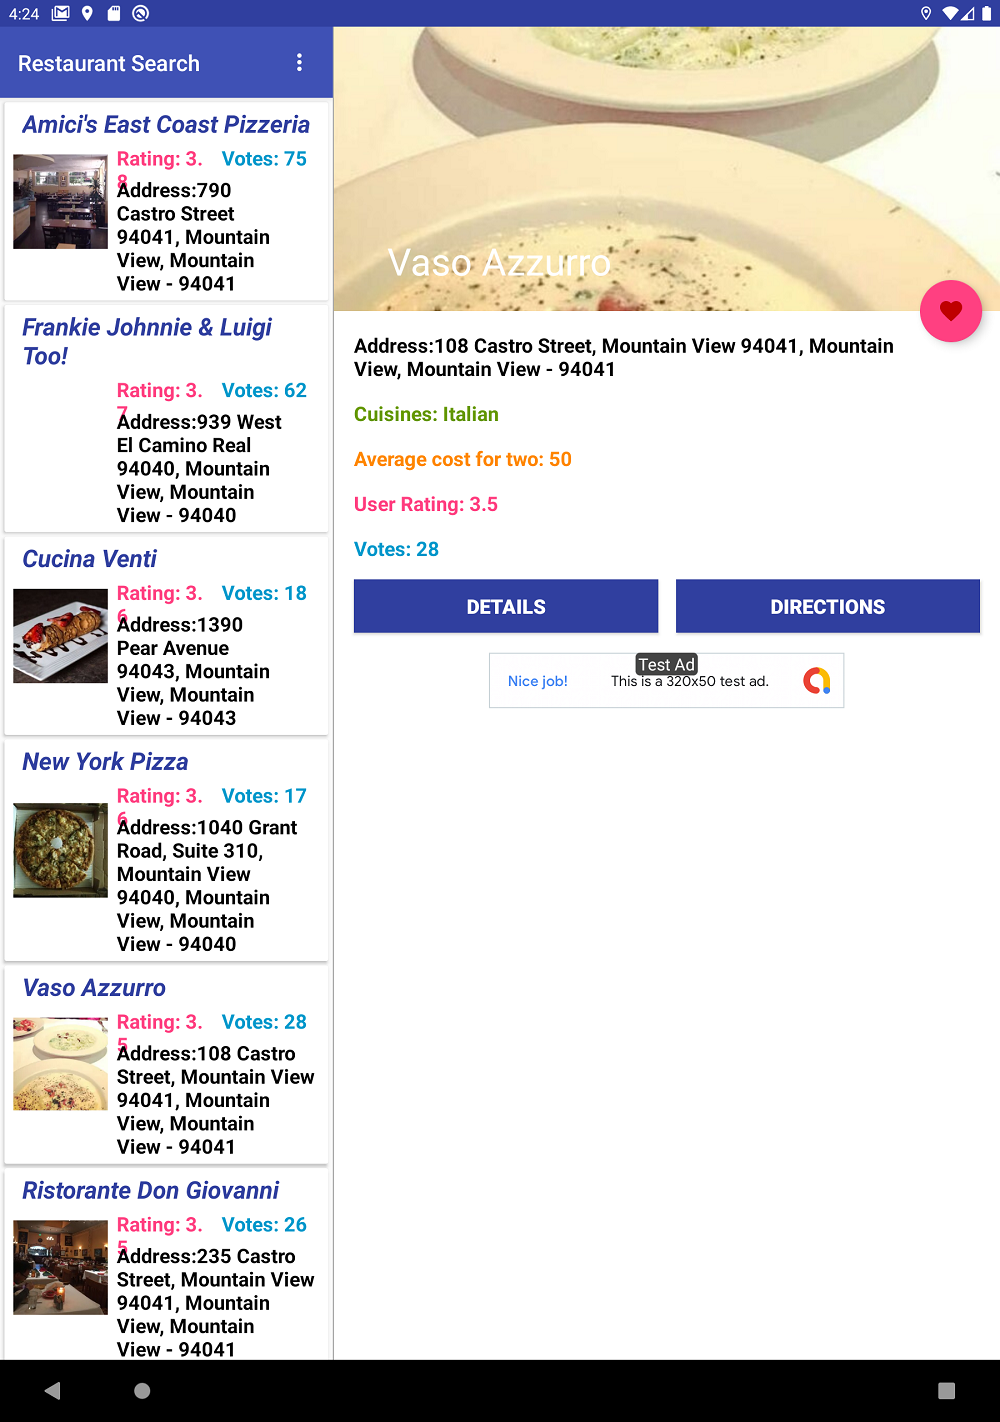 4:24
Restaurant Search
Amici's East Coast Pizzeria
Rating: 3. Votes: 75
8
Address:790
Castro Street
94041, Mountain
View, Mountain
View - 94041
Frankie Johnnie & Luigi
Too!
Rating: 3. Votes: 62
7
Address:939 West
El Camino Real
94040, Mountain
View, Mountain
View - 94040
Cucina Venti
Rating: 3. Votes: 18
6
Address:1390
Pear Avenue
94043, Mountain
View, Mountain
View - 94043
New York Pizza
Rating: 3. Votes: 17
6
Address:1040 Grant
Road, Suite 310,
Mountain View
94040, Mountain
View, Mountain
View - 94040
Vaso Azzurro
Rating: 3. Votes: 28
5
Address:108 Castro
Street, Mountain View
94041, Mountain
View, Mountain
View - 94041
Ristorante Don Giovanni
Rating: 3. Votes: 26
5
Address:235 Castro
Street, Mountain View
94041, Mountain
View, Mountain
View - 94041
Vaso Azzurro
Address:108 Castro Street, Mountain View 94041, Mountain
View, Mountain View - 94041
Cuisines: Italian
Average cost for two: 50
User Rating: 3.5
Votes: 28
DETAILS DIRECTIONS
Test Ad
Nice job! This is a 320x50 test ad.